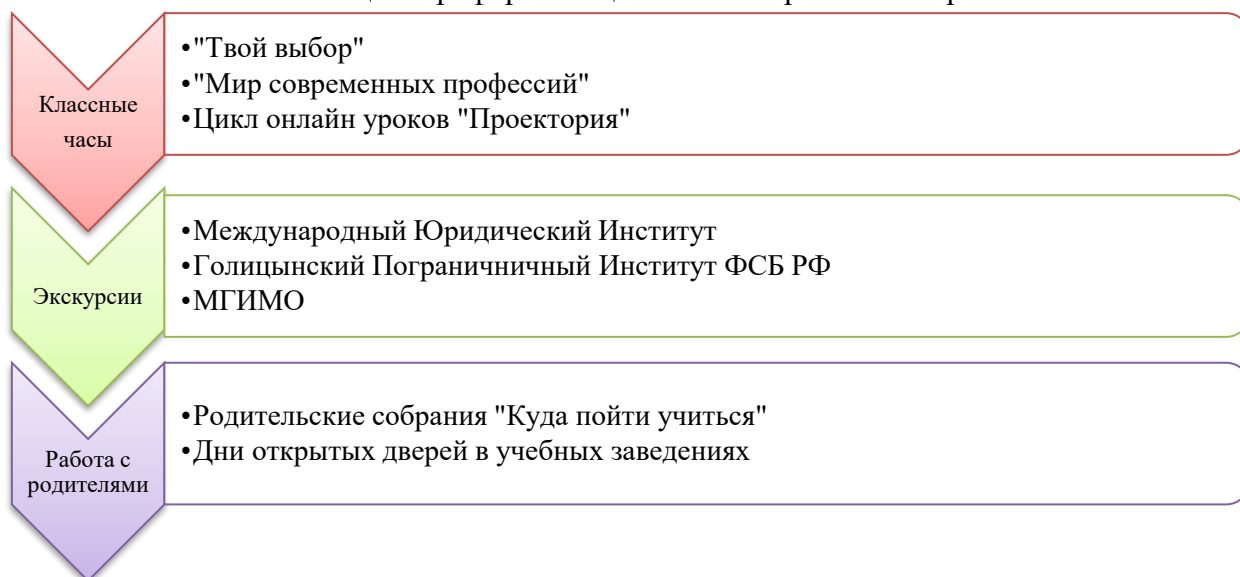 Классные
часы
•"Твой выбор"
•"Мир современных профессий"
•Цикл онлайн уроков "Проектория"
Экскурсии
•Международный Юридический Институт
•Голицынский Пограничничный Институт ФСБ РФ
•МГИМО
Работа с
родителями
•Родительские собрания "Куда пойти учиться"
•Дни открытых дверей в учебных заведениях